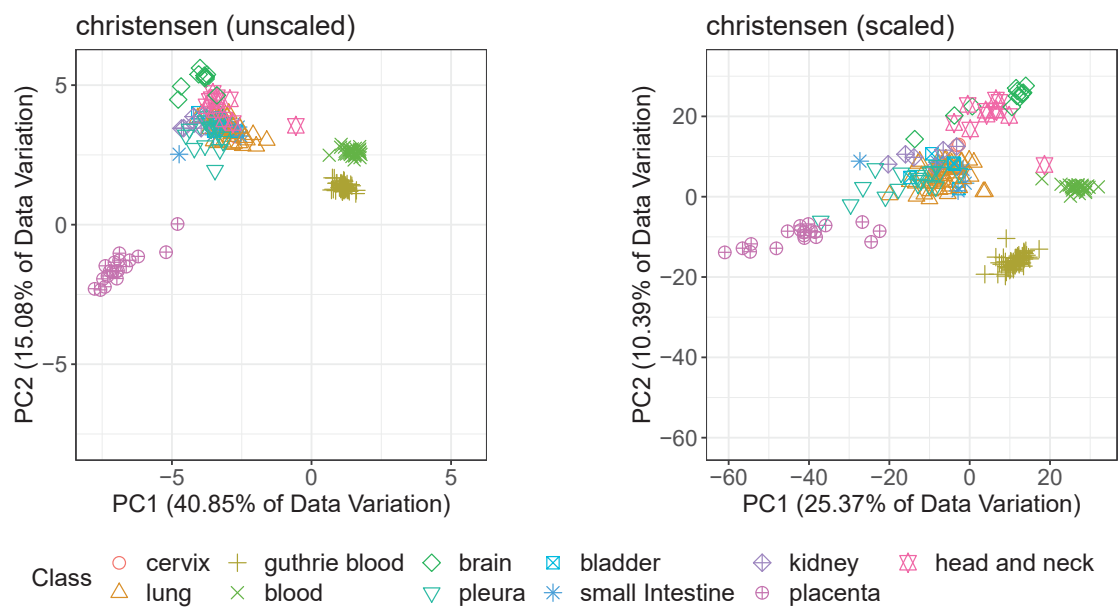 christensen (unscaled)
5
0
−5
−5
0
5
PC2 (15.08% of Data Variation)
PC1 (40.85% of Data Variation)
christensen (scaled)
20
0
−20
−40
−60
−60
−40
−20
0
20
PC2 (10.39% of Data Variation)
PC1 (25.37% of Data Variation)
Class
cervix
guthrie blood
brain
bladder
kidney
head and neck
lung
blood
pleura
small Intestine
placenta